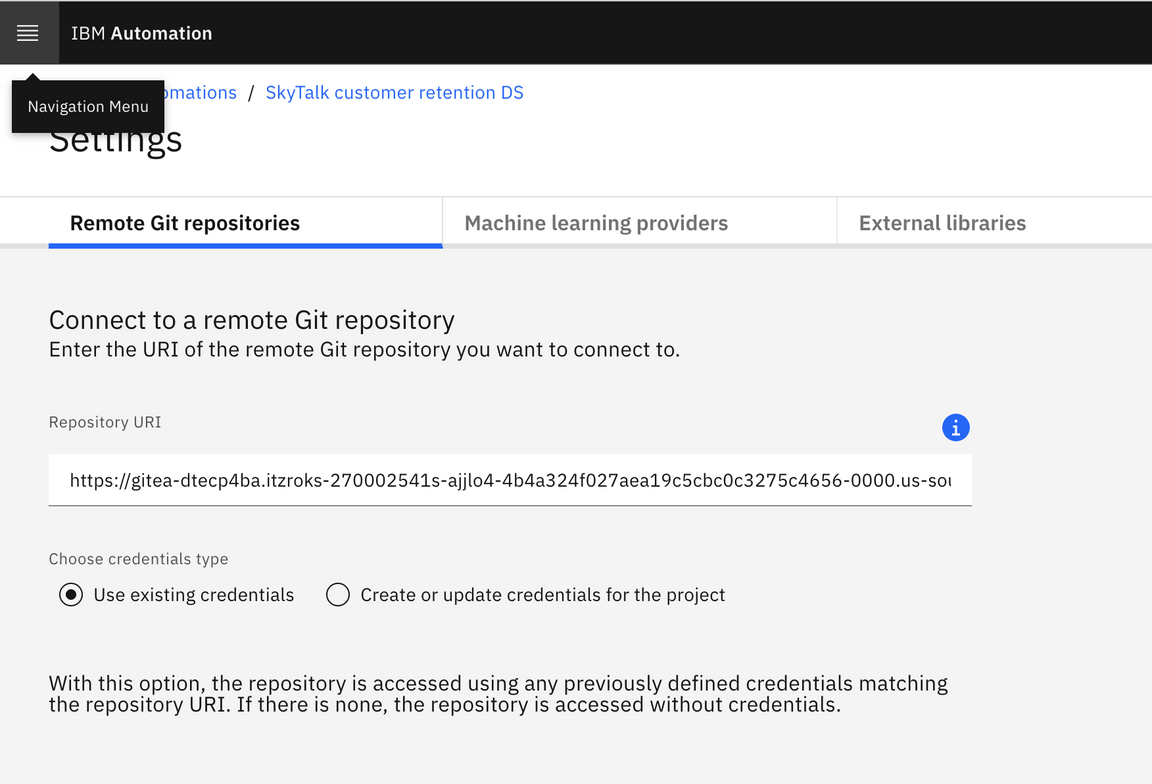 IBM Automation
Navigation Menu
omations / SkyTalk customer retention DS
Settings
Remote Git repositories
Machine learning providers
External libraries
Connect to a remote Git repository
Enter the URI of the remote Git repository you want to connect to.
Repository URI
https://gitea-dtecp4ba.itzroks-270002541s-ajjlo4-4b4a324f027aea19c5cbc0c3275c4656-0000.us-sou
Choose credentials type
Use existing credentials
Create or update credentials for the project
With this option, the repository is accessed using any previously defined credentials matching
the repository URI. If there is none, the repository is accessed without credentials.